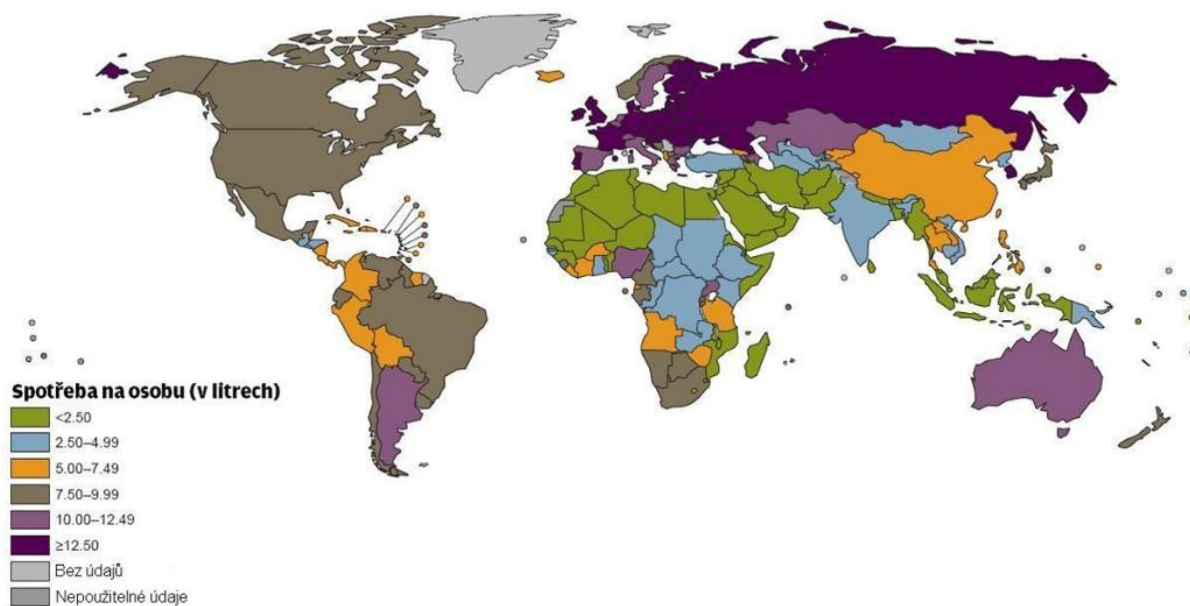 Spotřeba na osobu (v litrech)
<2.50
2.50–4.99
5.00–7.49
7.50–9.99
10.00–12.49
≥12.50
Bez údajů
Nepoužitelné údaje